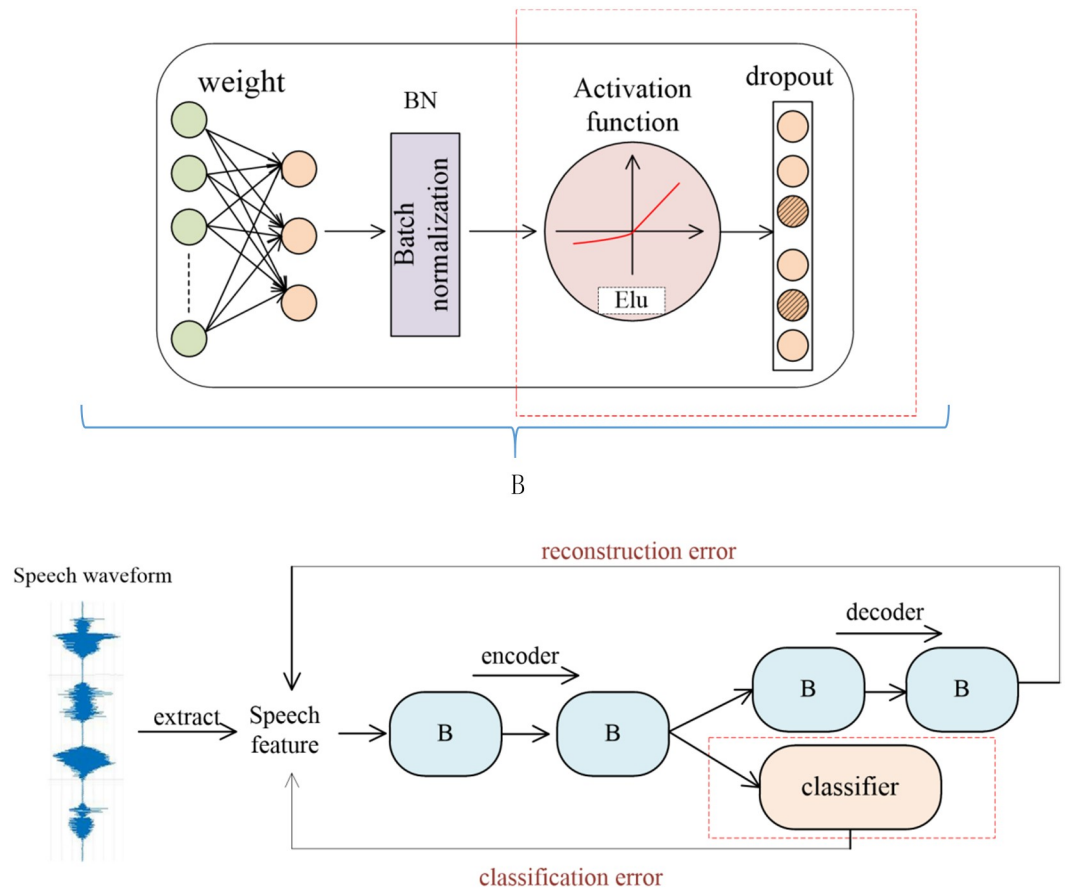 weight
BN
Batch
normalization
Activation
function
Elu
dropout
B
reconstruction error
Speech waveform
decoder
encoder
extract
Speech
feature
B
B
B
B
classifier
classification error